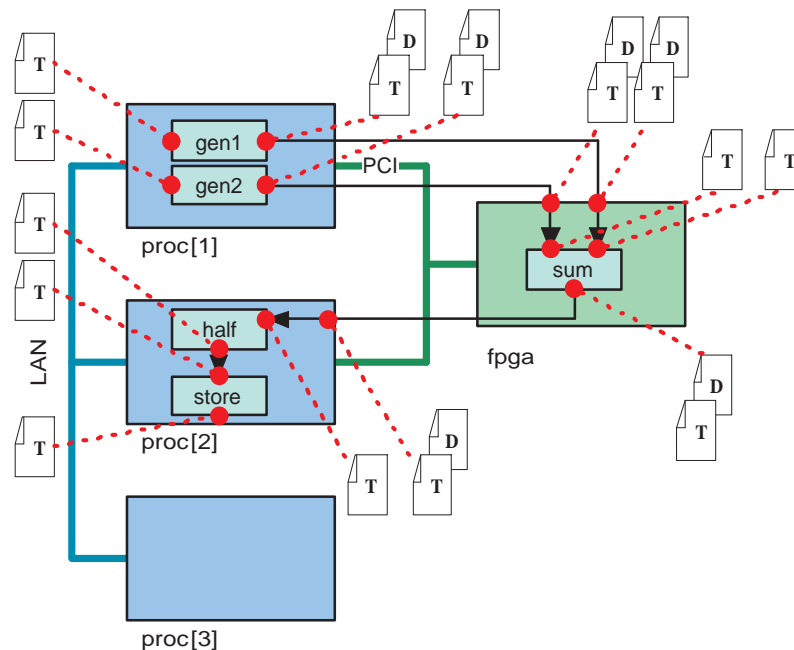 D
D
D
D
T
T
T
T
T
T
gen1
T
T
T
PCI
gen2
T
proc[1]
sum
T
half
LAN
fpga
store
D
T
proc[2]
D
T
T
T
proc[3]